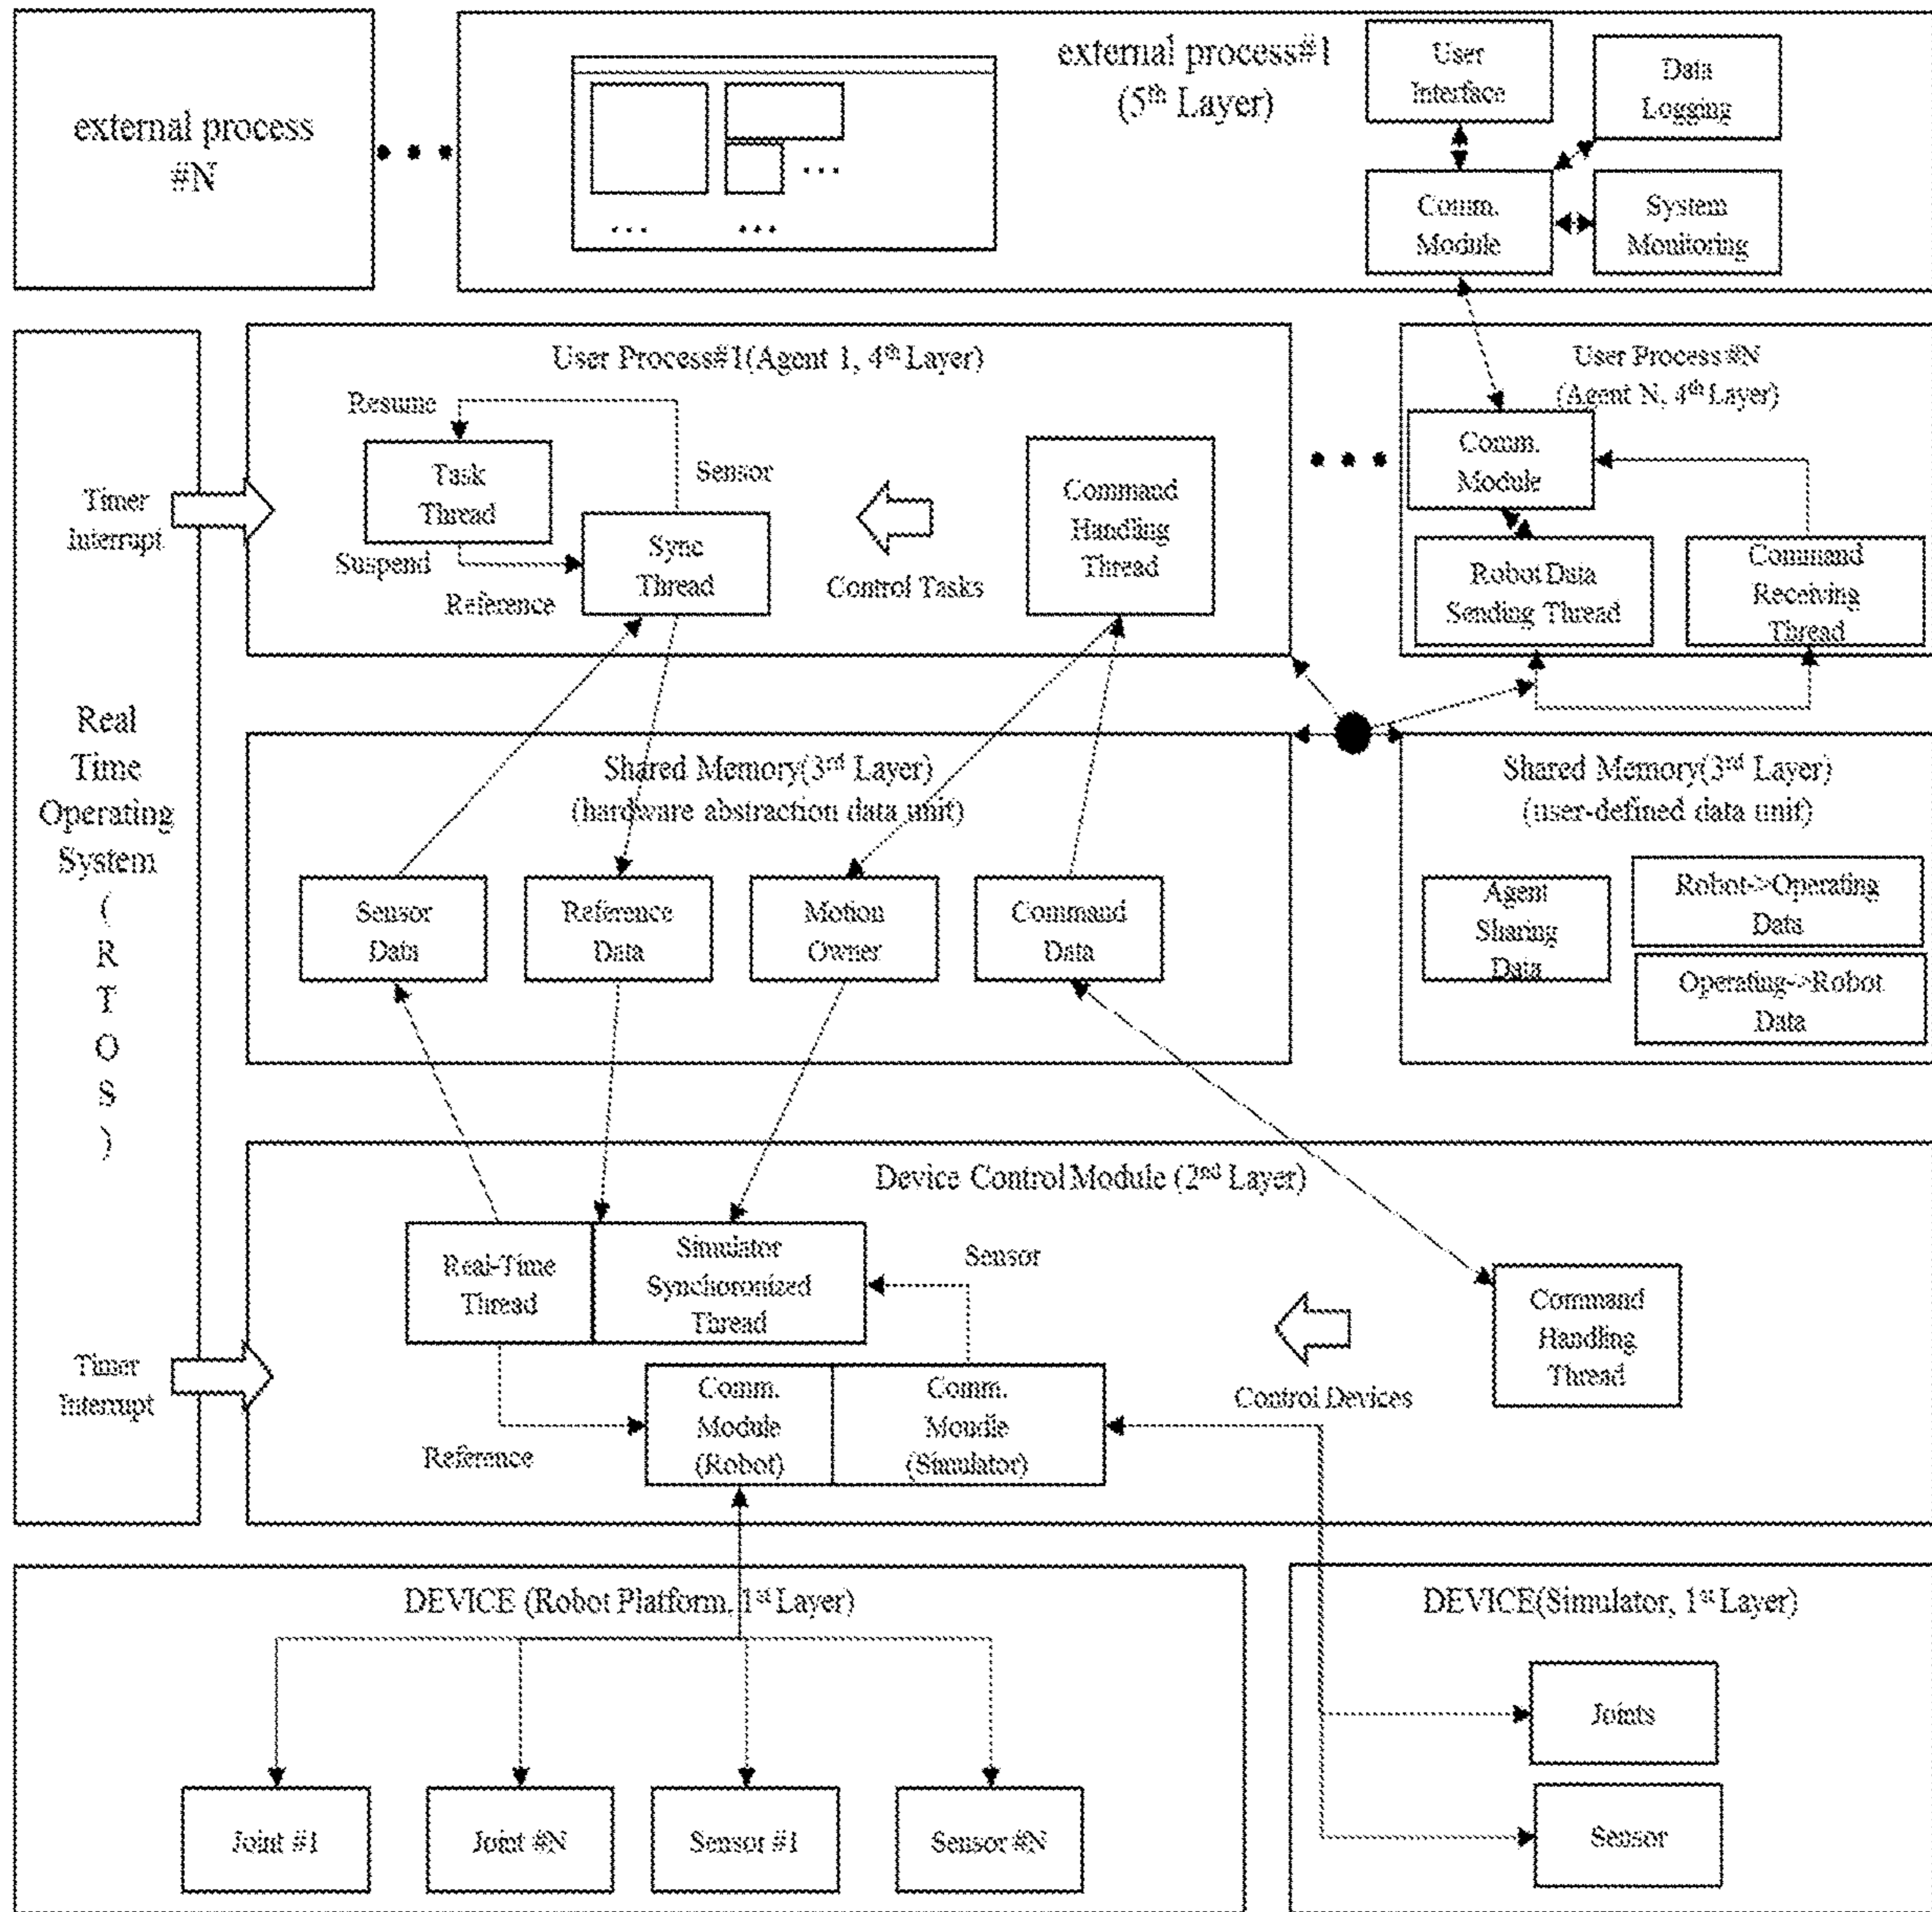 external process
#N
external process#1
(5th Layer)
User
Interface
Data
Logging
Comm.
Module
System
Monitoring
Timer
Interrupt
Real
Time
Operating
System
(
R
T
O
S
)
Timer
Interrupt
User Process#1(Agent 1, 4th Layer)
Resume
Task
Thread
Sensor
Suspend
Sync
Thread
Reference
Control Tasks
Command
Handling
Thread
User Process #N
(Agent N, 4th Layer)
Comm.
Module
Robot Data
Sending Thread
Command
Receiving
Thread
Shared Memory(3rd Layer)
(hardware abstraction data unit)
Sensor
Data
Reference
Data
Motion
Owner
Command
Data
Shared Memory(3rd Layer)
(user-defined data unit)
Agent
Sharing
Data
Robot->Operating
Data
Operating->Robot
Data
Device Control Module (2nd Layer)
Real-Time
Thread
Simulator
Synchoronized
Thread
Sensor
Reference
Comm.
Module
(Robot)
Comm.
Moudle
(Simulator)
Control Devices
Command
Handling
Thread
DEVICE (Robot Platform, 1st Layer)
Joint #1
Joint #N
Sensor #1
Sensor #N
DEVICE(Simulator, 1st Layer)
Joints
Sensor